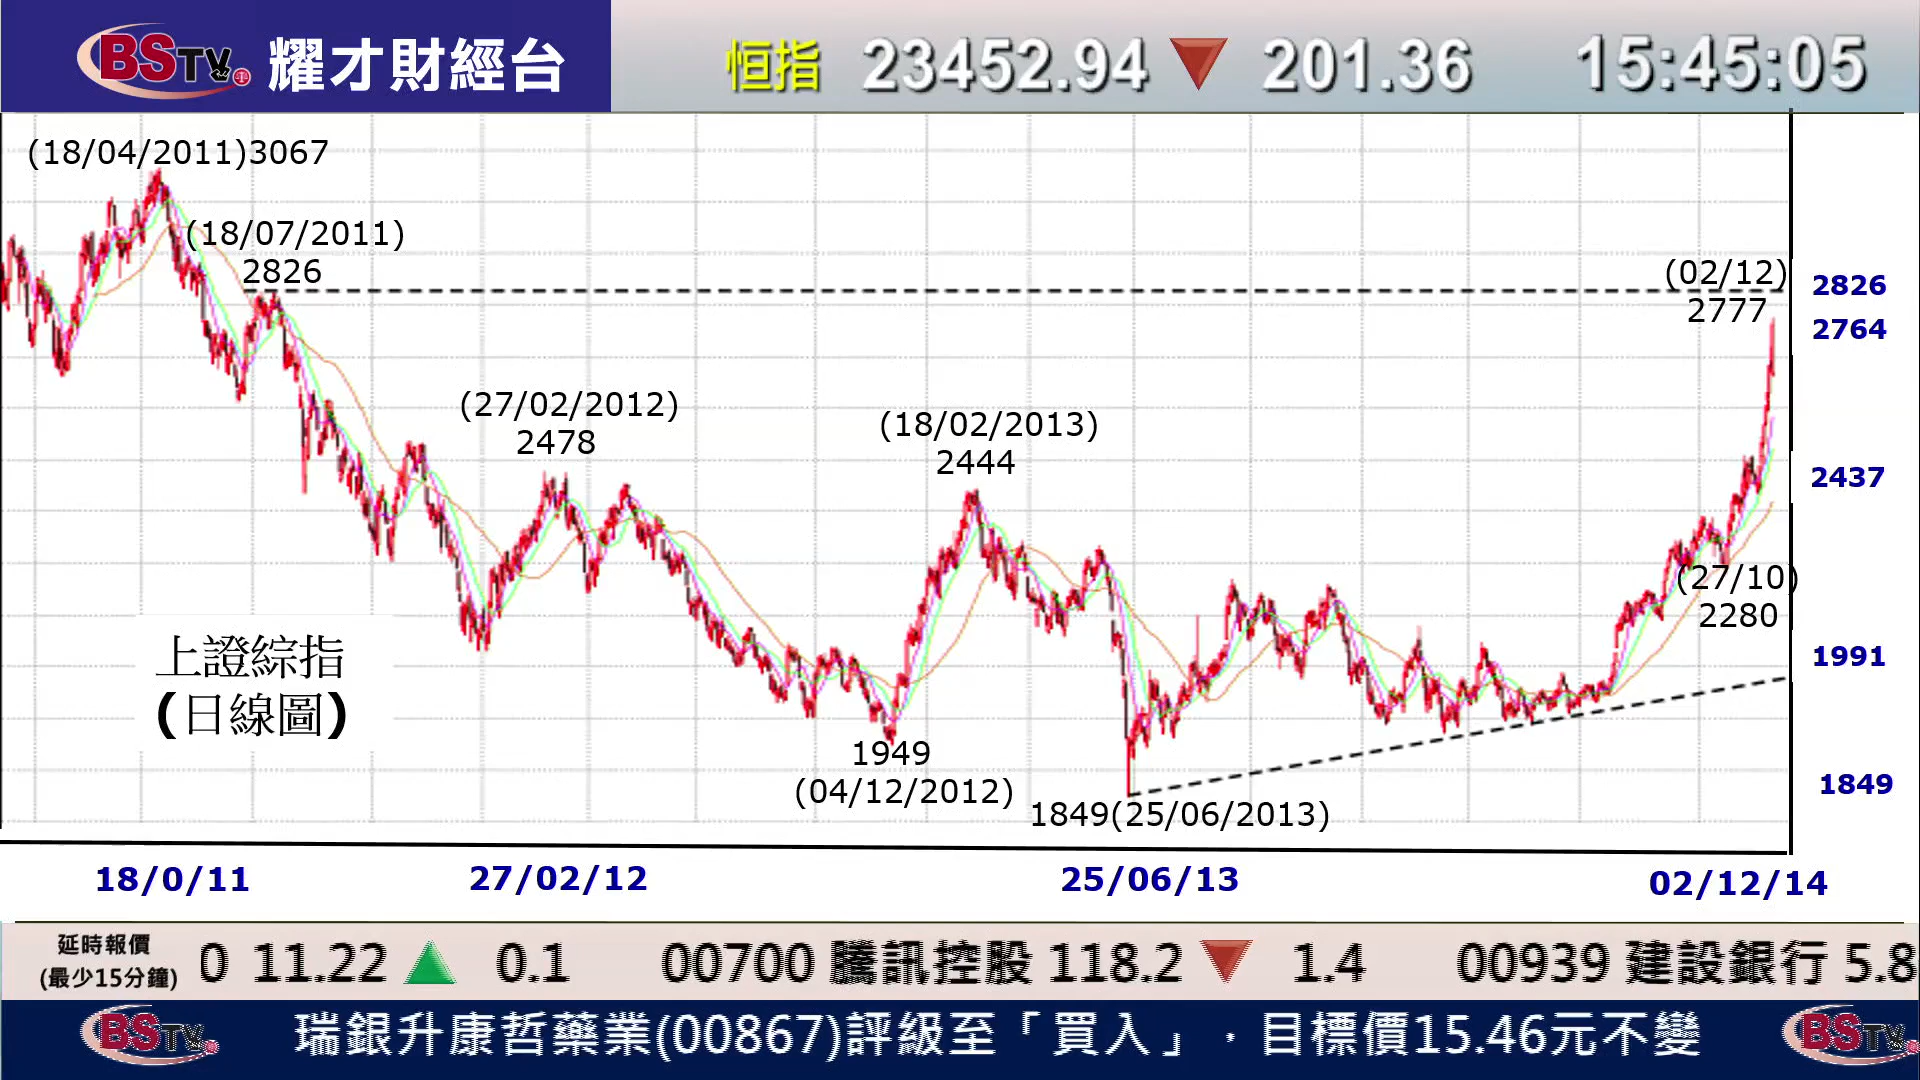 BSTV 耀才財經台
恒指 23452.94 ▼ 201.36 15:45:05
(18/04/2011)3067
(18/07/2011)
2826
(02/12)
2777
2826
2764
(27/02/2012)
2478
(18/02/2013)
2444
2437
(27/10)
2280
上證綜指
(日線圖)
1991
1949
(04/12/2012)
1849(25/06/2013)
1849
18/0/11 27/02/12 25/06/13 02/12/14
延時報價
(最少15分鐘)
0 11.22 ▲ 0.1 00700 騰訊控股 118.2 ▼ 1.4 00939 建設銀行 5.8
BSTV 瑞銀升康哲藥業(00867)評級至「買入」，目標價15.46元不變 BSTV